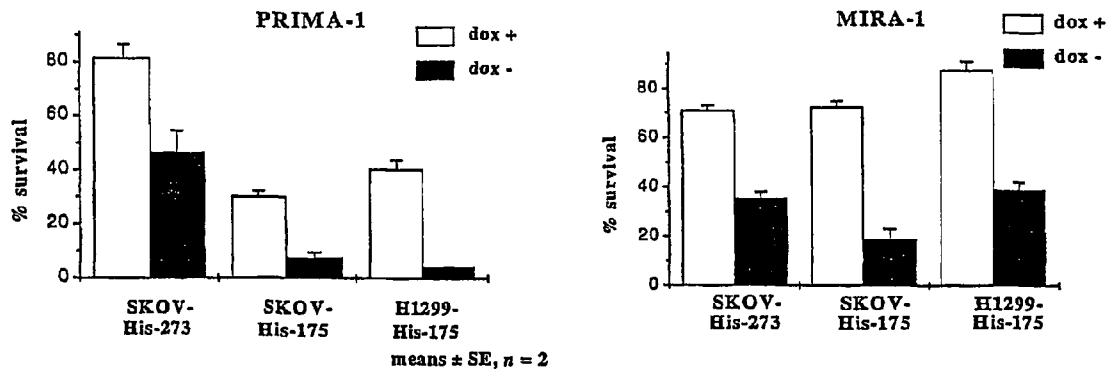 PRIMA-1
dox +
dox -
% survival
80
60
40
20
0
SKOV-
His-273
SKOV-
His-175
H1299-
His-175
means ± SE, n = 2
MIRA-1
dox +
dox -
% survival
80
60
40
20
0
SKOV-
His-273
SKOV-
His-175
H1299-
His-175